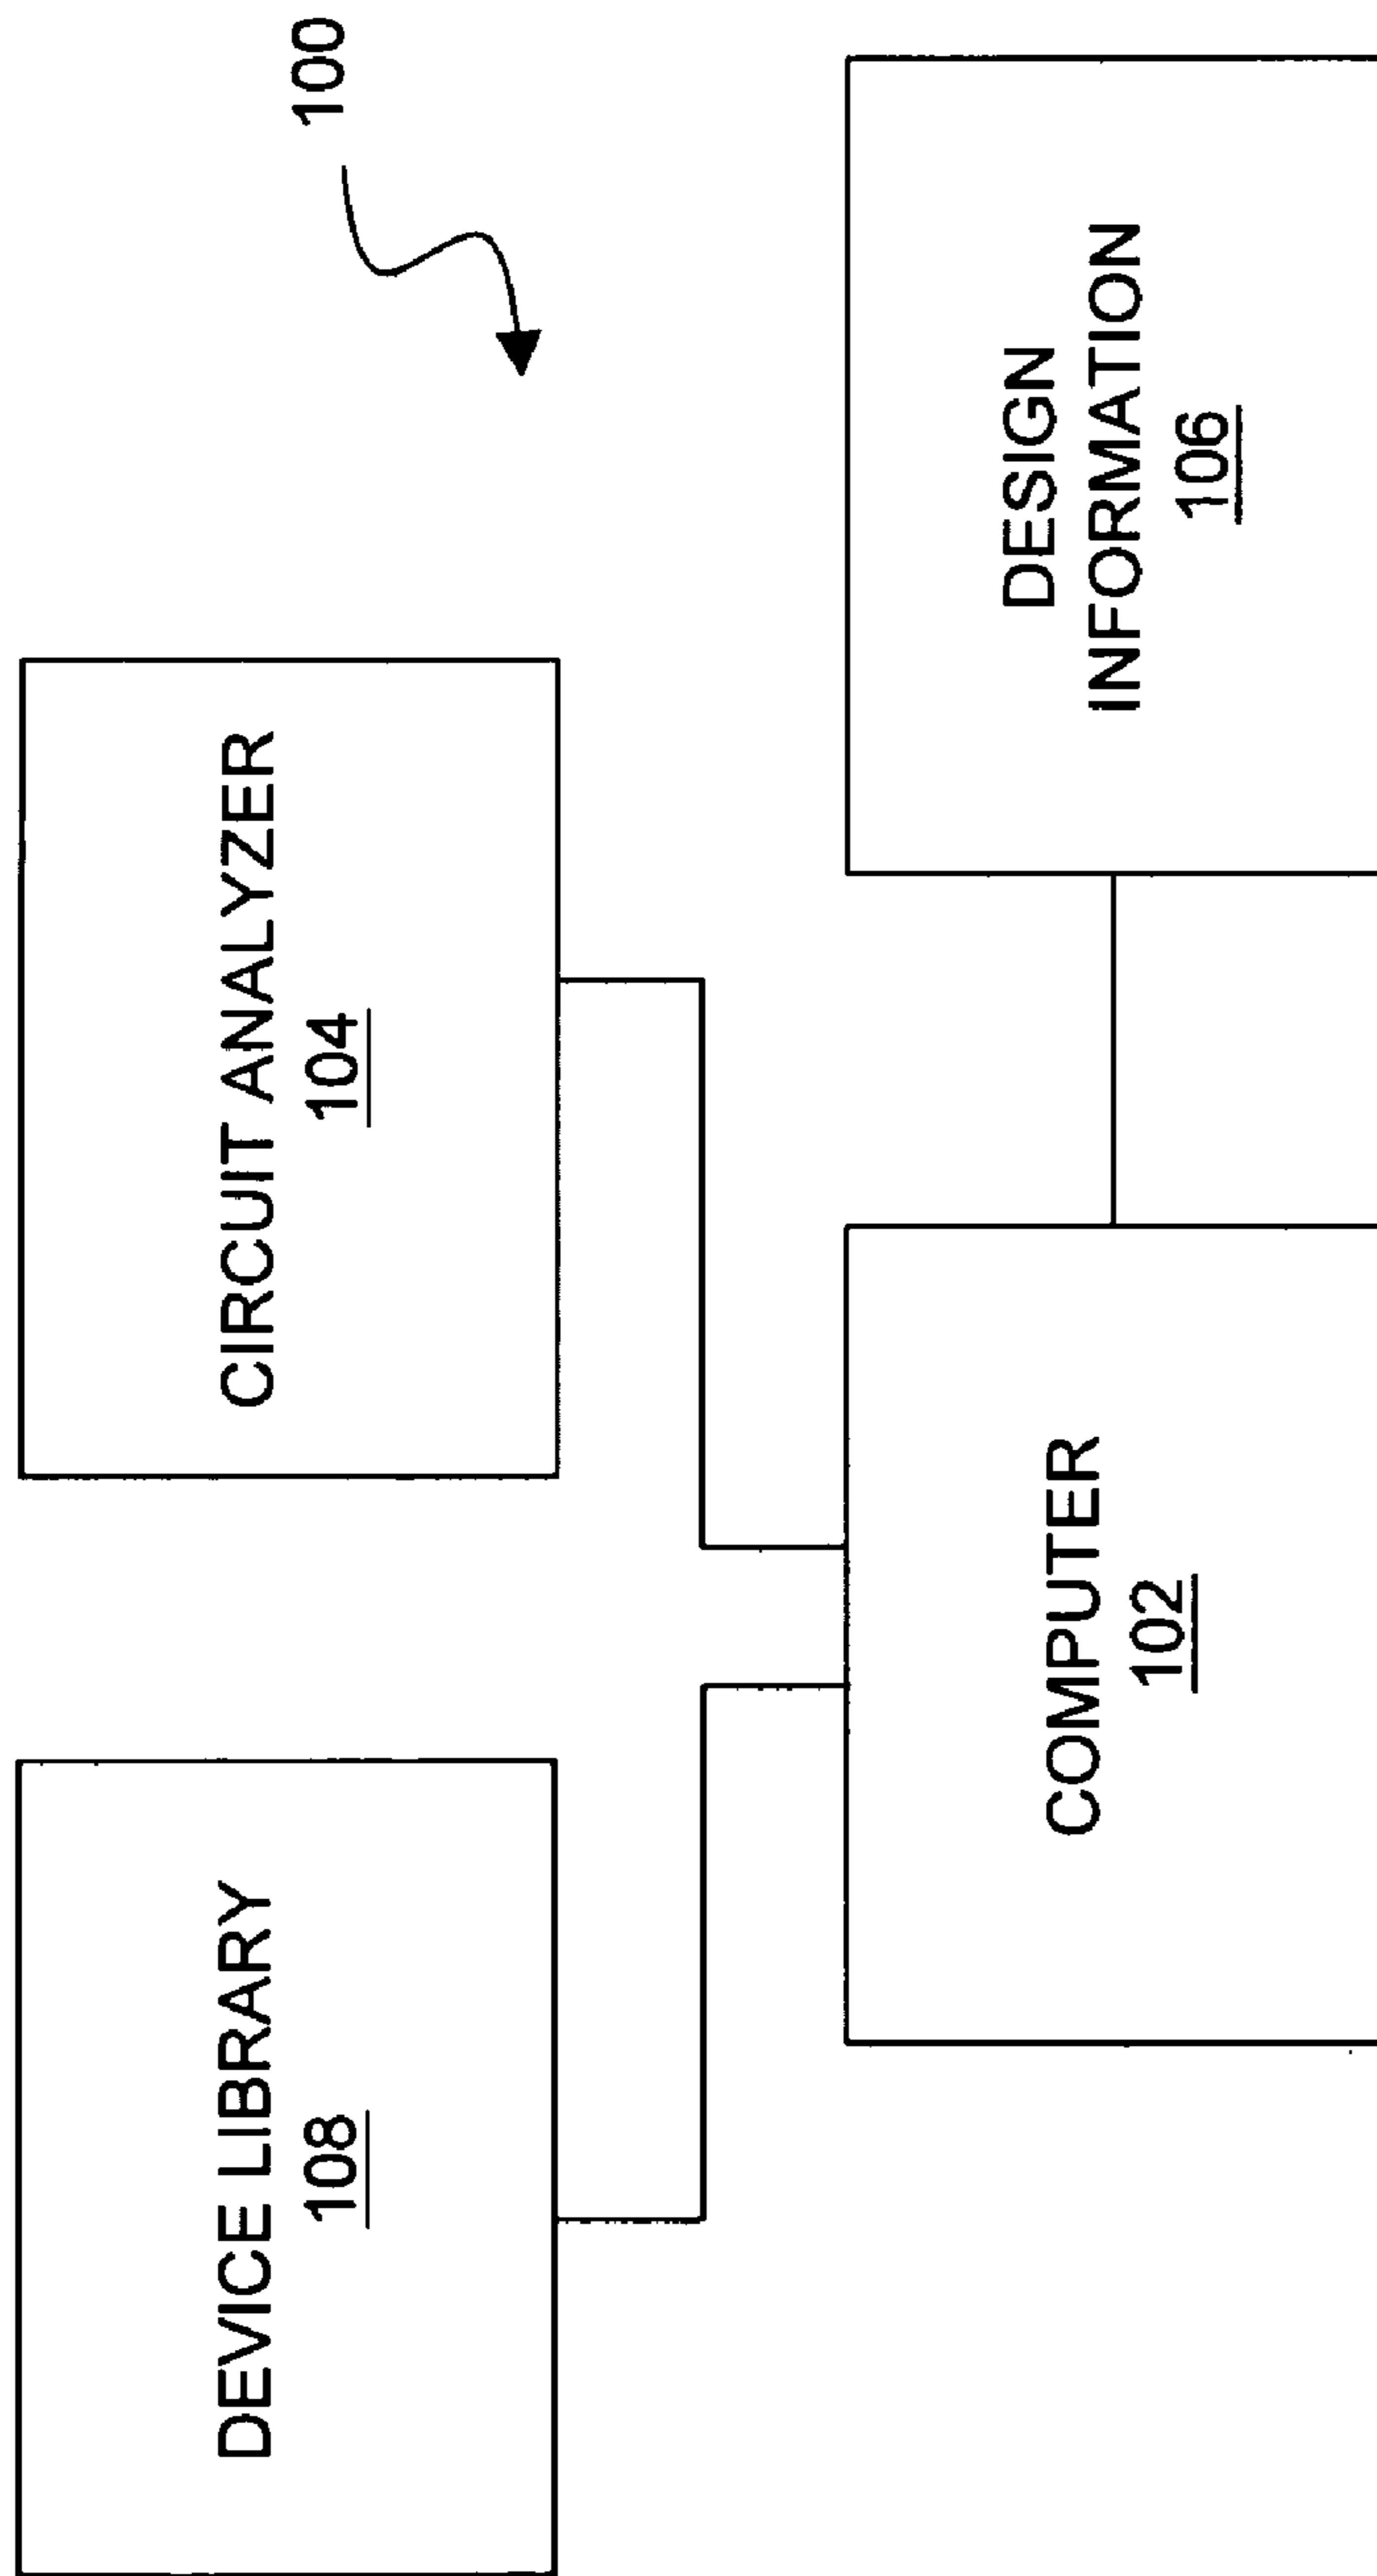 100
DEVICE LIBRARY
108
CIRCUIT ANALYZER
104
COMPUTER
102
DESIGN
INFORMATION
106